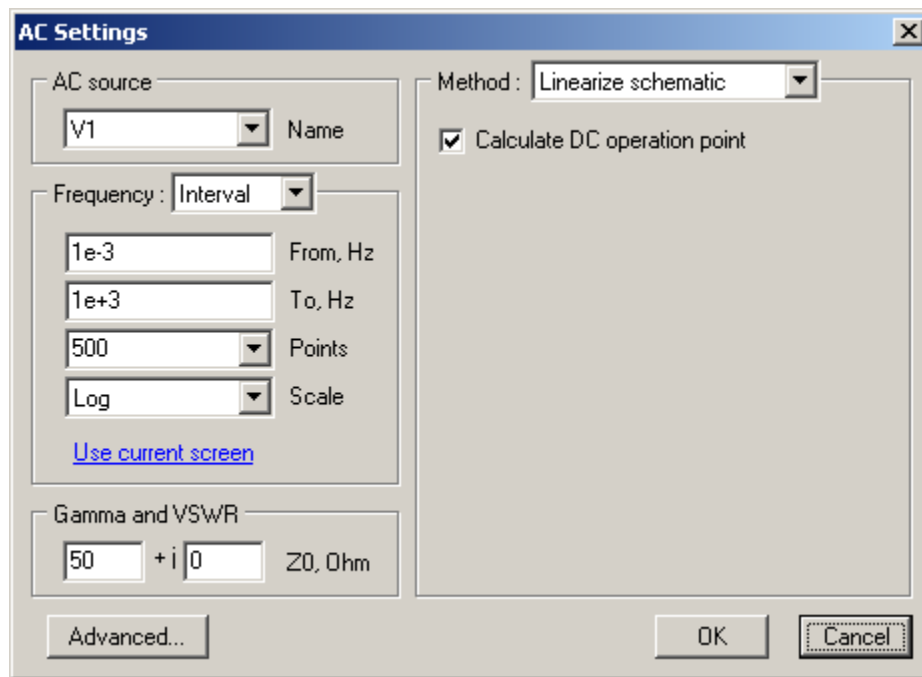 AC Settings
AC source
V1 Name
Frequency : Interval
1e-3 From, Hz
1e+3 To, Hz
500 Points
Log Scale
Use current screen
Gamma and VSWR
50 + i 0 Z0, Ohm
Method : Linearize schematic
Calculate DC operation point
Advanced...
OK
Cancel